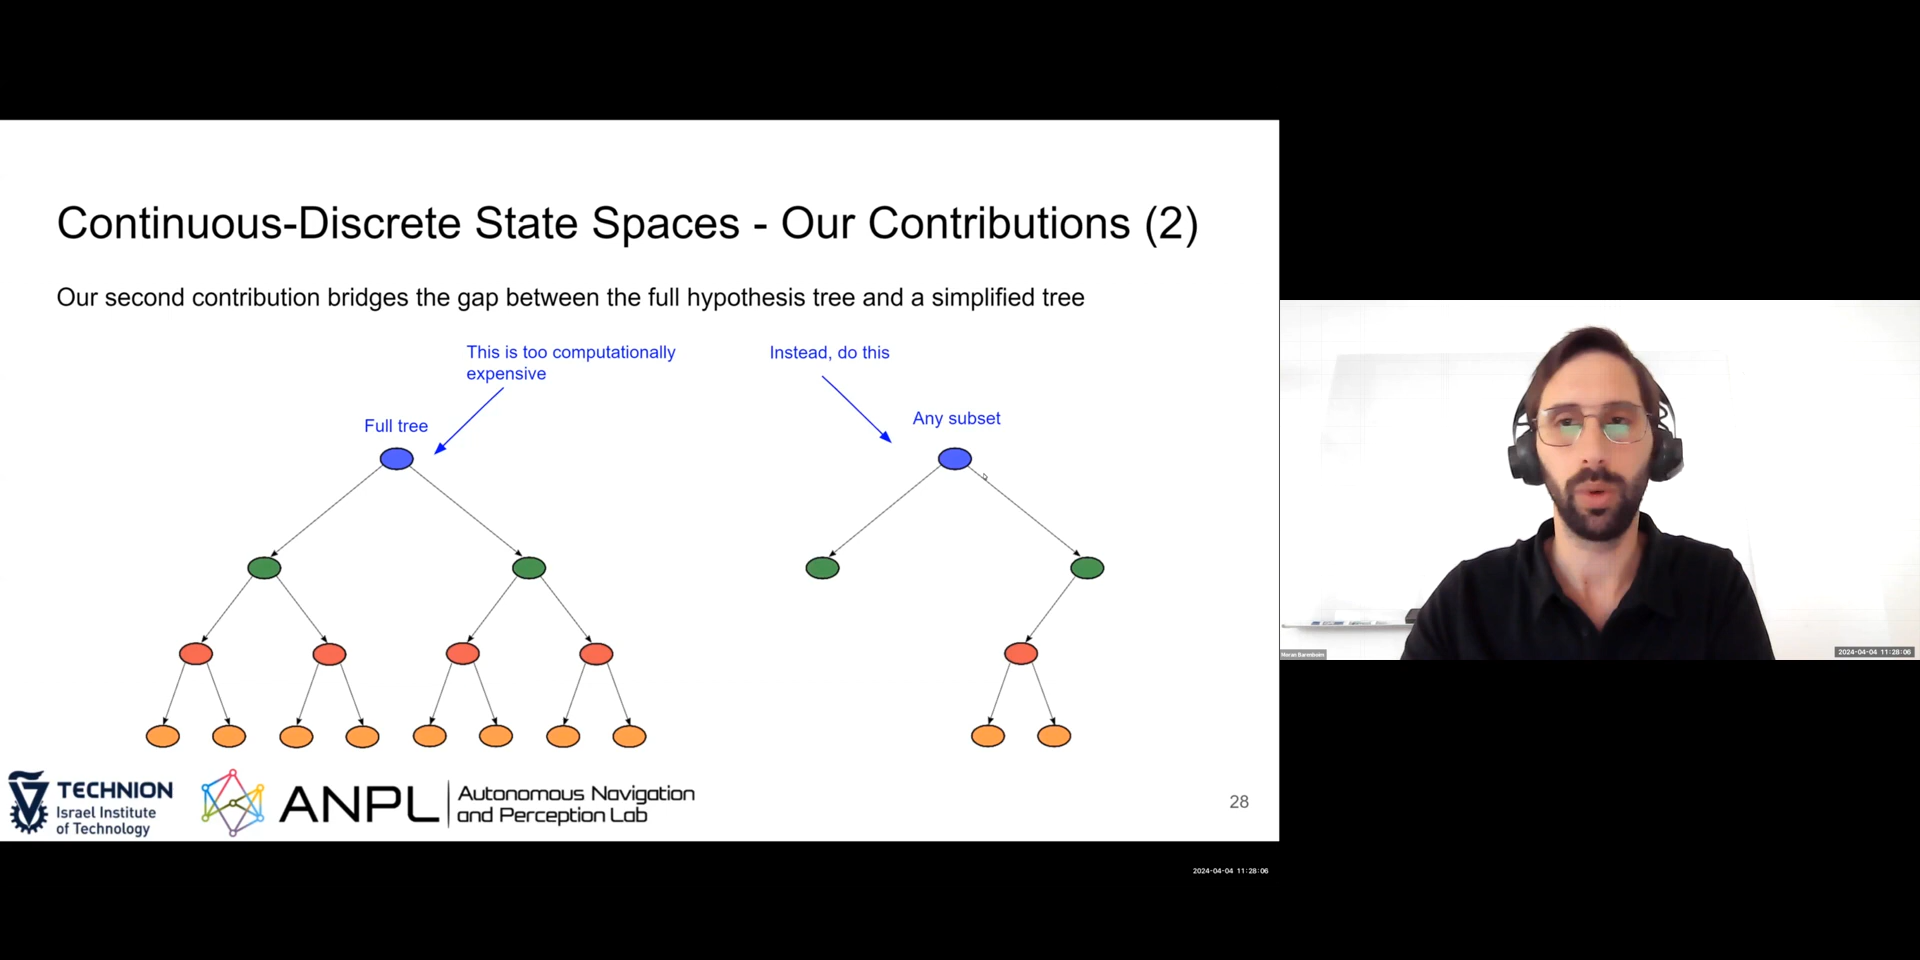 Continuous-Discrete State Spaces - Our Contributions (2)
Our second contribution bridges the gap between the full hypothesis tree and a simplified tree
This is too computationally
expensive
Instead, do this
Full tree
Any subset
TECHNION
Israel Institute
of Technology
ANPL
Autonomous Navigation
and Perception Lab
28
Moran Barenboim
2024-04-04 11:28:06
2024-04-04 11:28:06